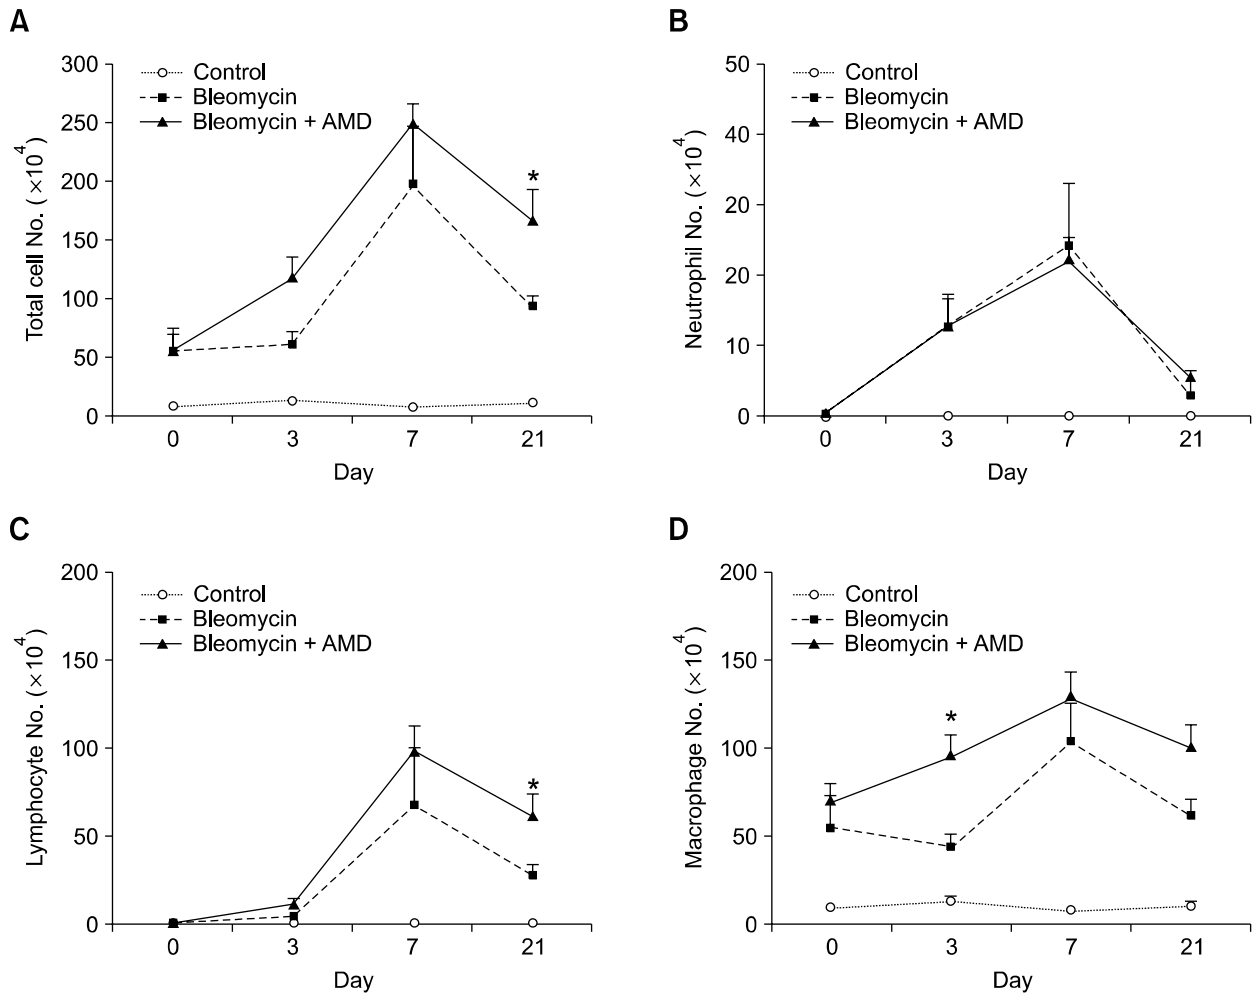 A
300
250
200
150
100
50
0
Total cell No. (×10⁴)
Control
Bleomycin
Bleomycin + AMD
*
0 3 7 21
Day
B
50
40
20
20
10
0
Neutrophil No. (×10⁴)
Control
Bleomycin
Bleomycin + AMD
0 3 7 21
Day
C
200
150
100
50
0
Lymphocyte No. (×10⁴)
Control
Bleomycin
Bleomycin + AMD
*
0 3 7 21
Day
D
200
150
100
50
0
Macrophage No. (×10⁴)
Control
Bleomycin
Bleomycin + AMD
*
0 3 7 21
Day